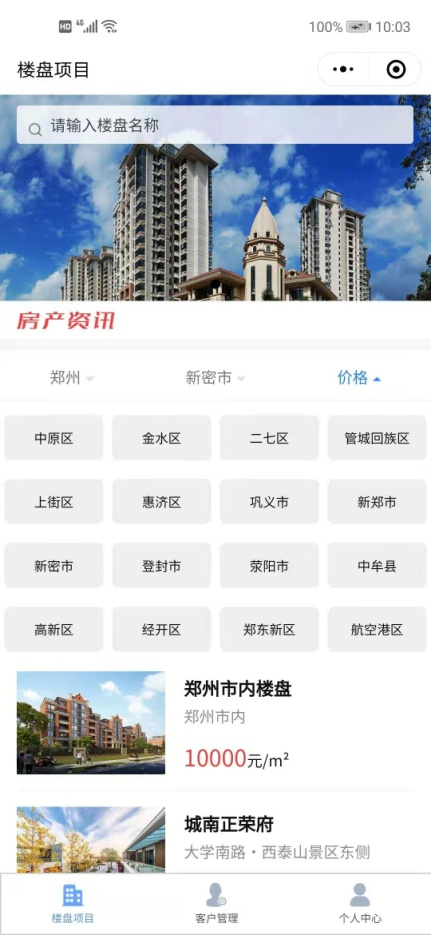 HD 4G 100% 10:03
楼盘项目
请输入楼盘名称
房产资讯
郑州 新密市 价格
中原区 金水区 二七区 管城回族区
上街区 惠济区 巩义市 新郑市
新密市 登封市 荥阳市 中牟县
高新区 经开区 郑东新区 航空港区
郑州市内楼盘
郑州市内
10000元/m²
城南正荣府
大学南路·西泰山景区东侧
楼盘项目 客户管理 个人中心